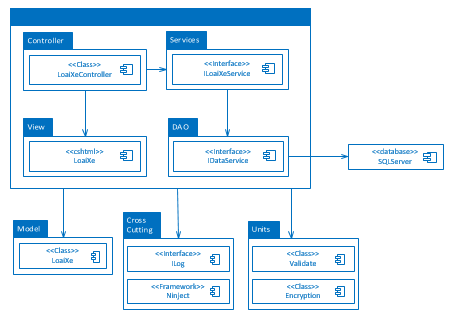 Controller
<<Class>>
LoaiXeController
Services
<<Interface>>
ILoaiXeService
View
<<cshtml>>
LoaiXe
DAO
<<Interface>>
IDataService
<<database>>
SQLServer
Model
<<Class>>
LoaiXe
Cross
Cutting
<<Interface>>
ILog
<<Framework>>
Ninject
Units
<<Class>>
Validate
<<Class>>
Encryption